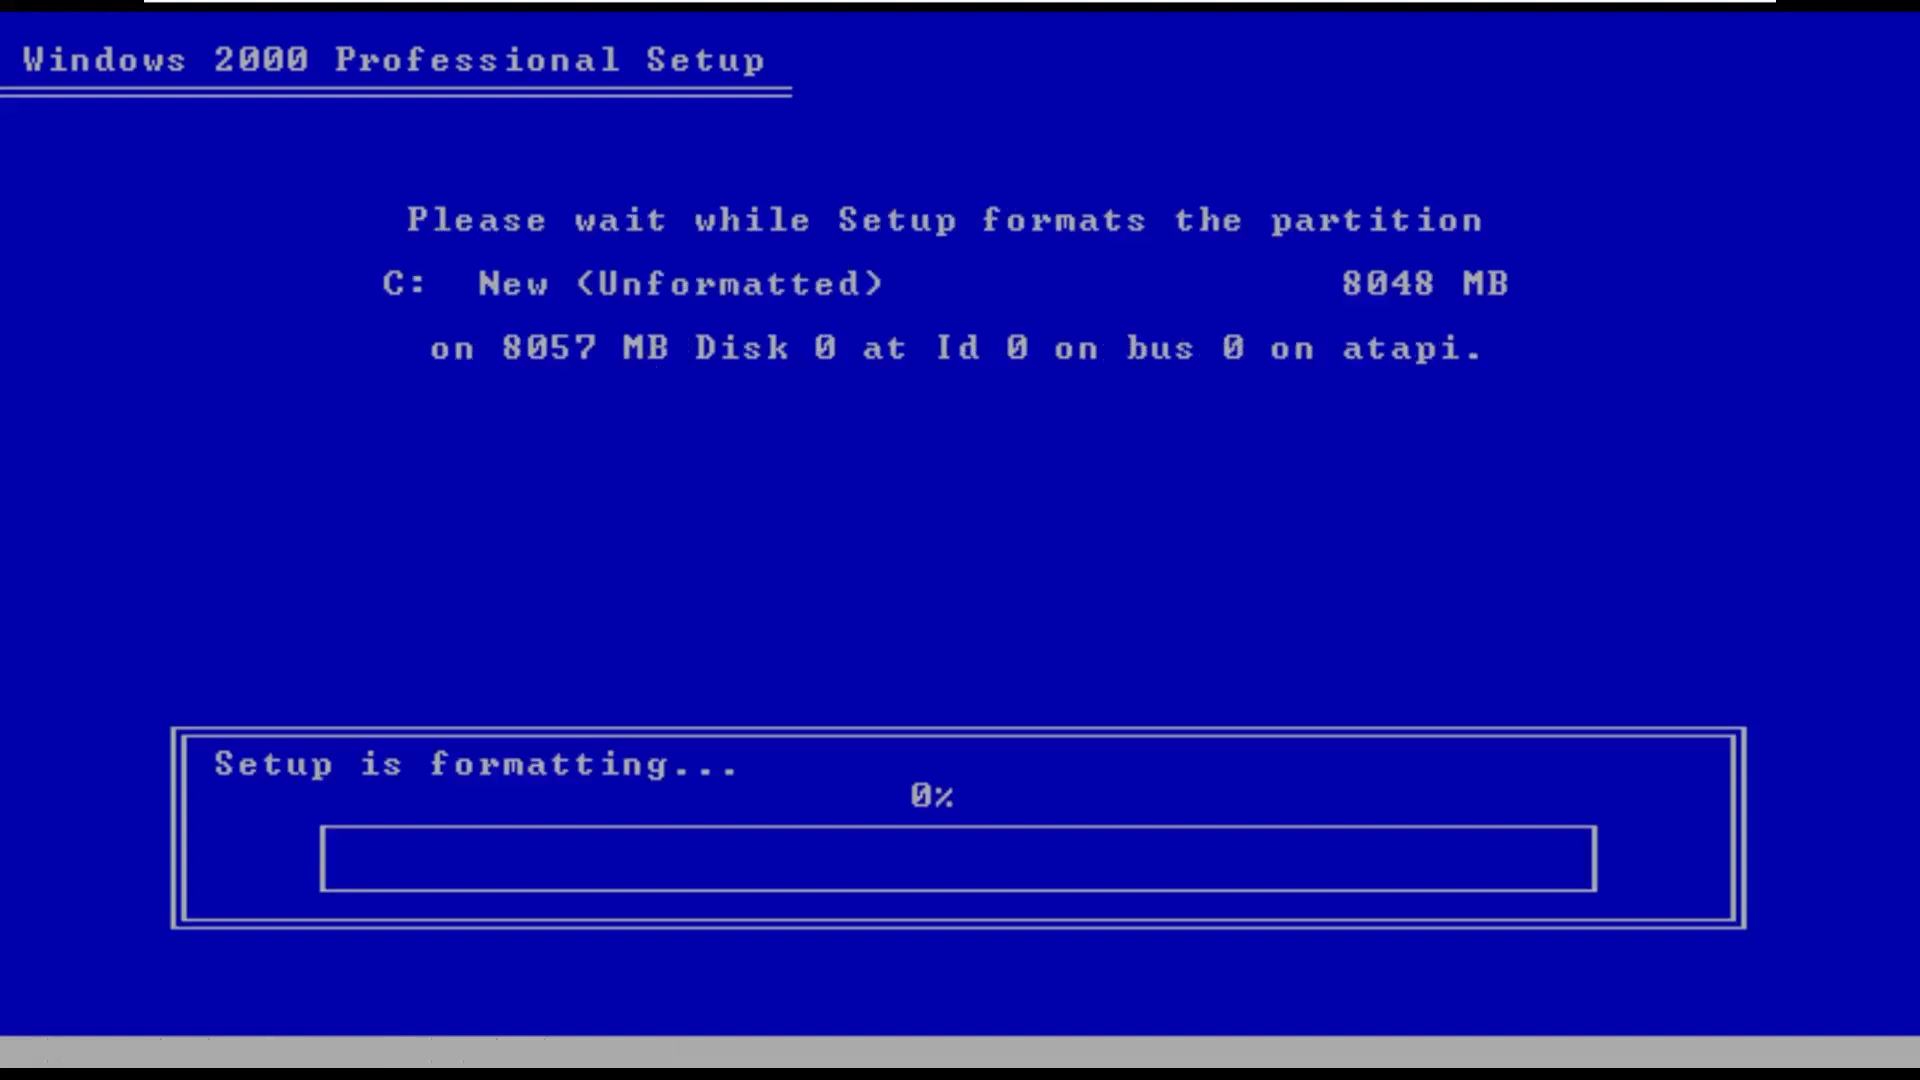 Windows 2000 Professional Setup
Please wait while Setup formats the partition
C: New (Unformatted) 8048 MB
on 8057 MB Disk 0 at Id 0 on bus 0 on atapi.
Setup is formatting...
0%